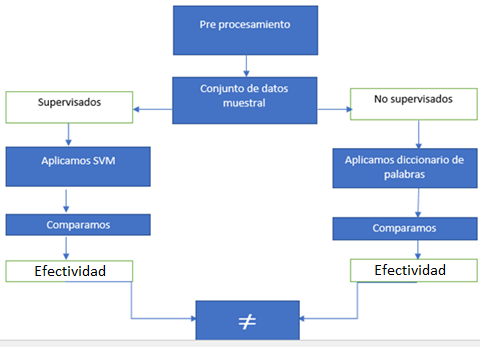 Pre procesamiento
Conjunto de datos
muestral
Supervisados
No supervisados
Aplicamos SVM
Aplicamos diccionario de
palabras
Comparamos
Comparamos
Efectividad
Efectividad
≠